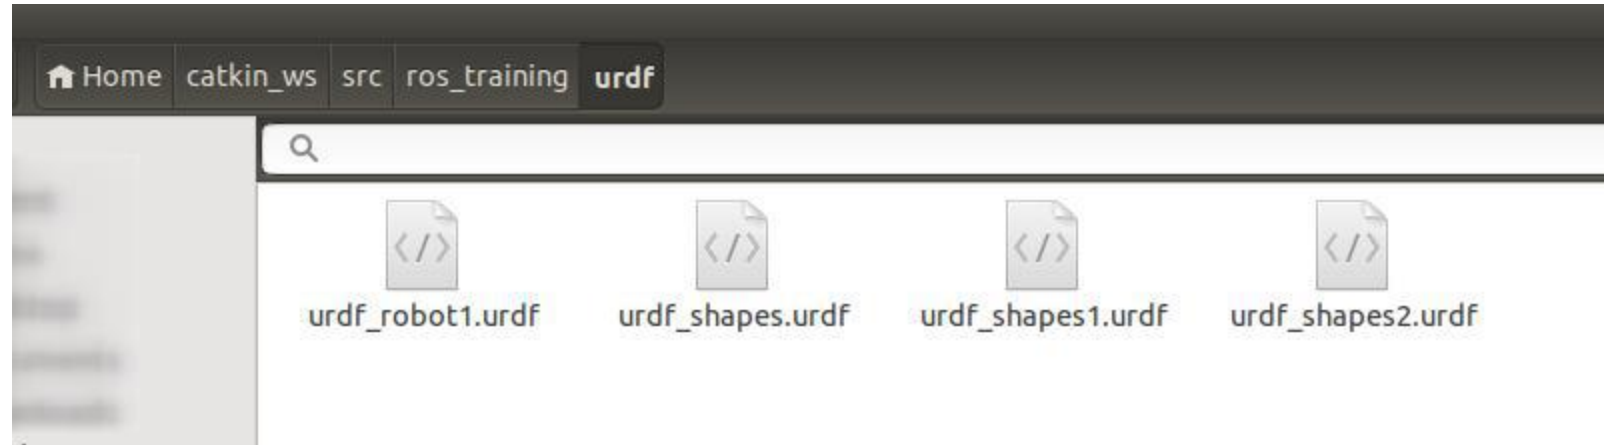 Home catkin_ws src ros_training urdf
urdf_robot1.urdf urdf_shapes.urdf urdf_shapes1.urdf urdf_shapes2.urdf